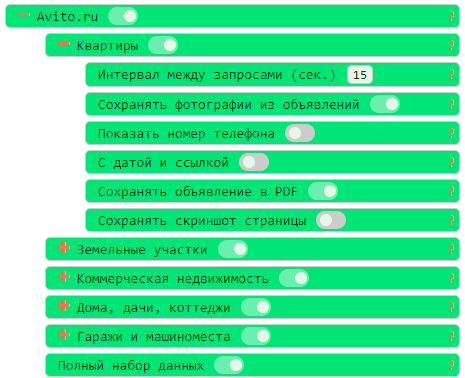 Avito.ru ?
Квартиры ?
Интервал между запросами (сек.) 15 ?
Сохранять фотографии из объявлений ?
Показать номер телефона ?
С датой и ссылкой ?
Сохранять объявление в PDF ?
Сохранять скриншот страницы ?
Земельные участки ?
Коммерческая недвижимость ?
Дома, дачи, коттеджи ?
Гаражи и машиноместа ?
Полный набор данных ?